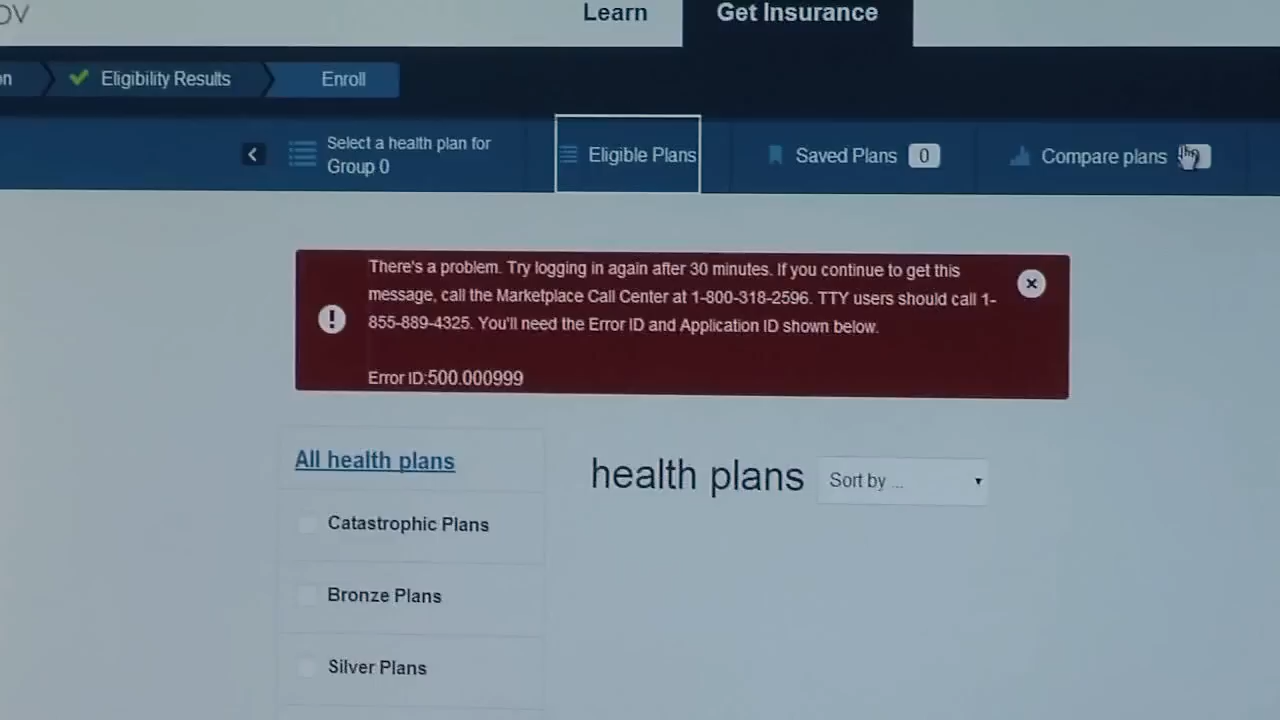 OV
Learn
Get Insurance
on
Eligibility Results
Enroll
Select a health plan for
Group 0
Eligible Plans
Saved Plans 0
Compare plans
There's a problem. Try logging in again after 30 minutes. If you continue to get this
message, call the Marketplace Call Center at 1-800-318-2596. TTY users should call 1-
855-889-4325. You'll need the Error ID and Application ID shown below.
Error ID:500.000999
All health plans
health plans
Sort by ...
Catastrophic Plans
Bronze Plans
Silver Plans